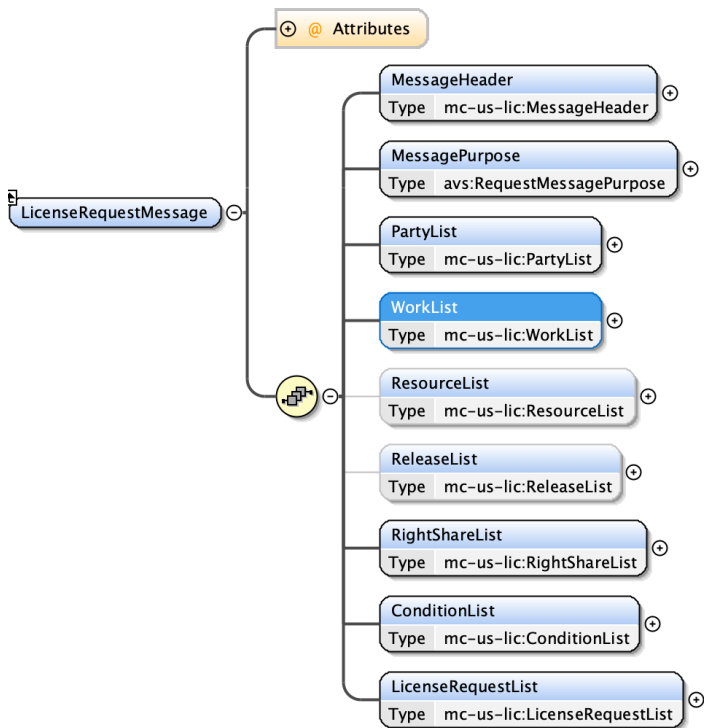 @ Attributes
MessageHeader
Type mc-us-lic:MessageHeader
MessagePurpose
Type avs:RequestMessagePurpose
LicenseRequestMessage
PartyList
Type mc-us-lic:PartyList
WorkList
Type mc-us-lic:WorkList
ResourceList
Type mc-us-lic:ResourceList
ReleaseList
Type mc-us-lic:ReleaseList
RightShareList
Type mc-us-lic:RightShareList
ConditionList
Type mc-us-lic:ConditionList
LicenseRequestList
Type mc-us-lic:LicenseRequestList